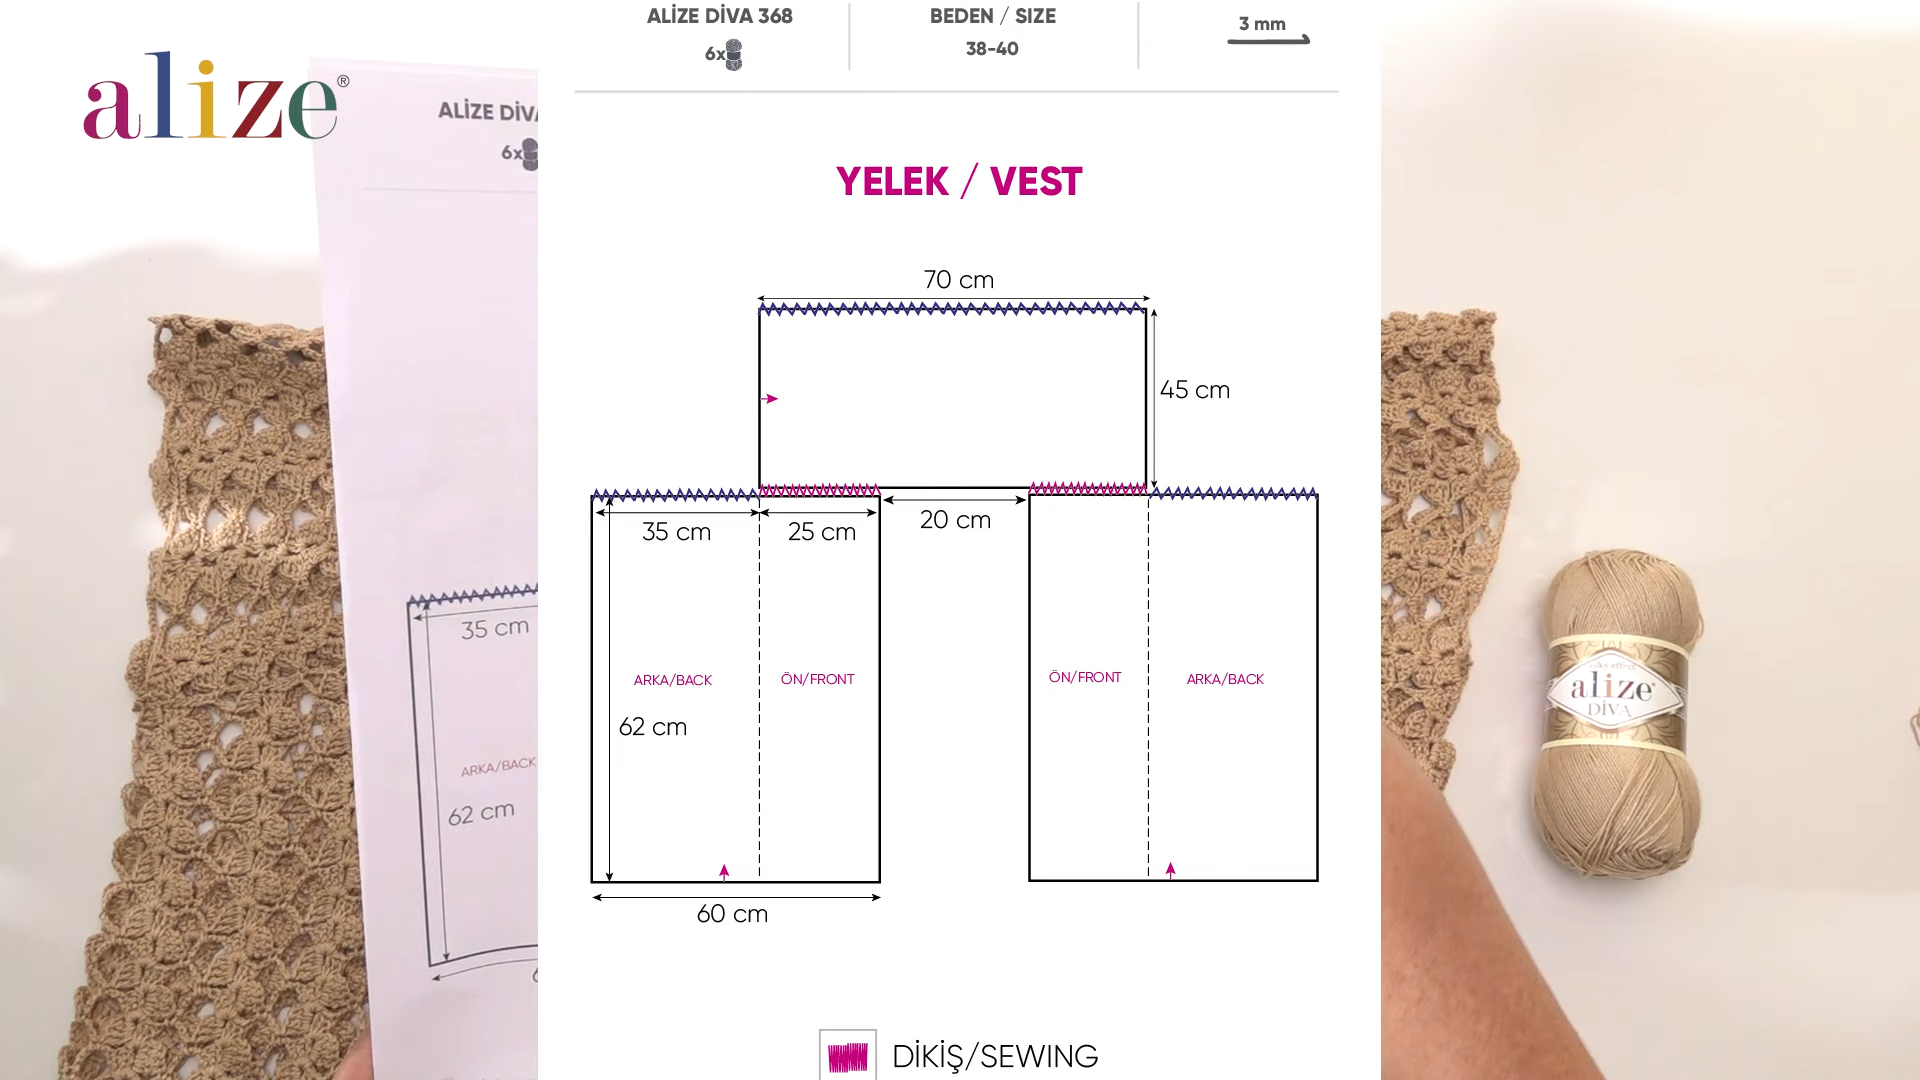 alize®
ALİZE DİVA
6x
35 cm
ARKA/BACK
62 cm
ALİZE DİVA 368
6x
BEDEN / SIZE
38-40
3 mm
YELEK / VEST
70 cm
45 cm
35 cm
25 cm
20 cm
ARKA/BACK
ÖN/FRONT
ÖN/FRONT
ARKA/BACK
62 cm
60 cm
DİKİŞ/SEWING
silky effect
alize
DİVA